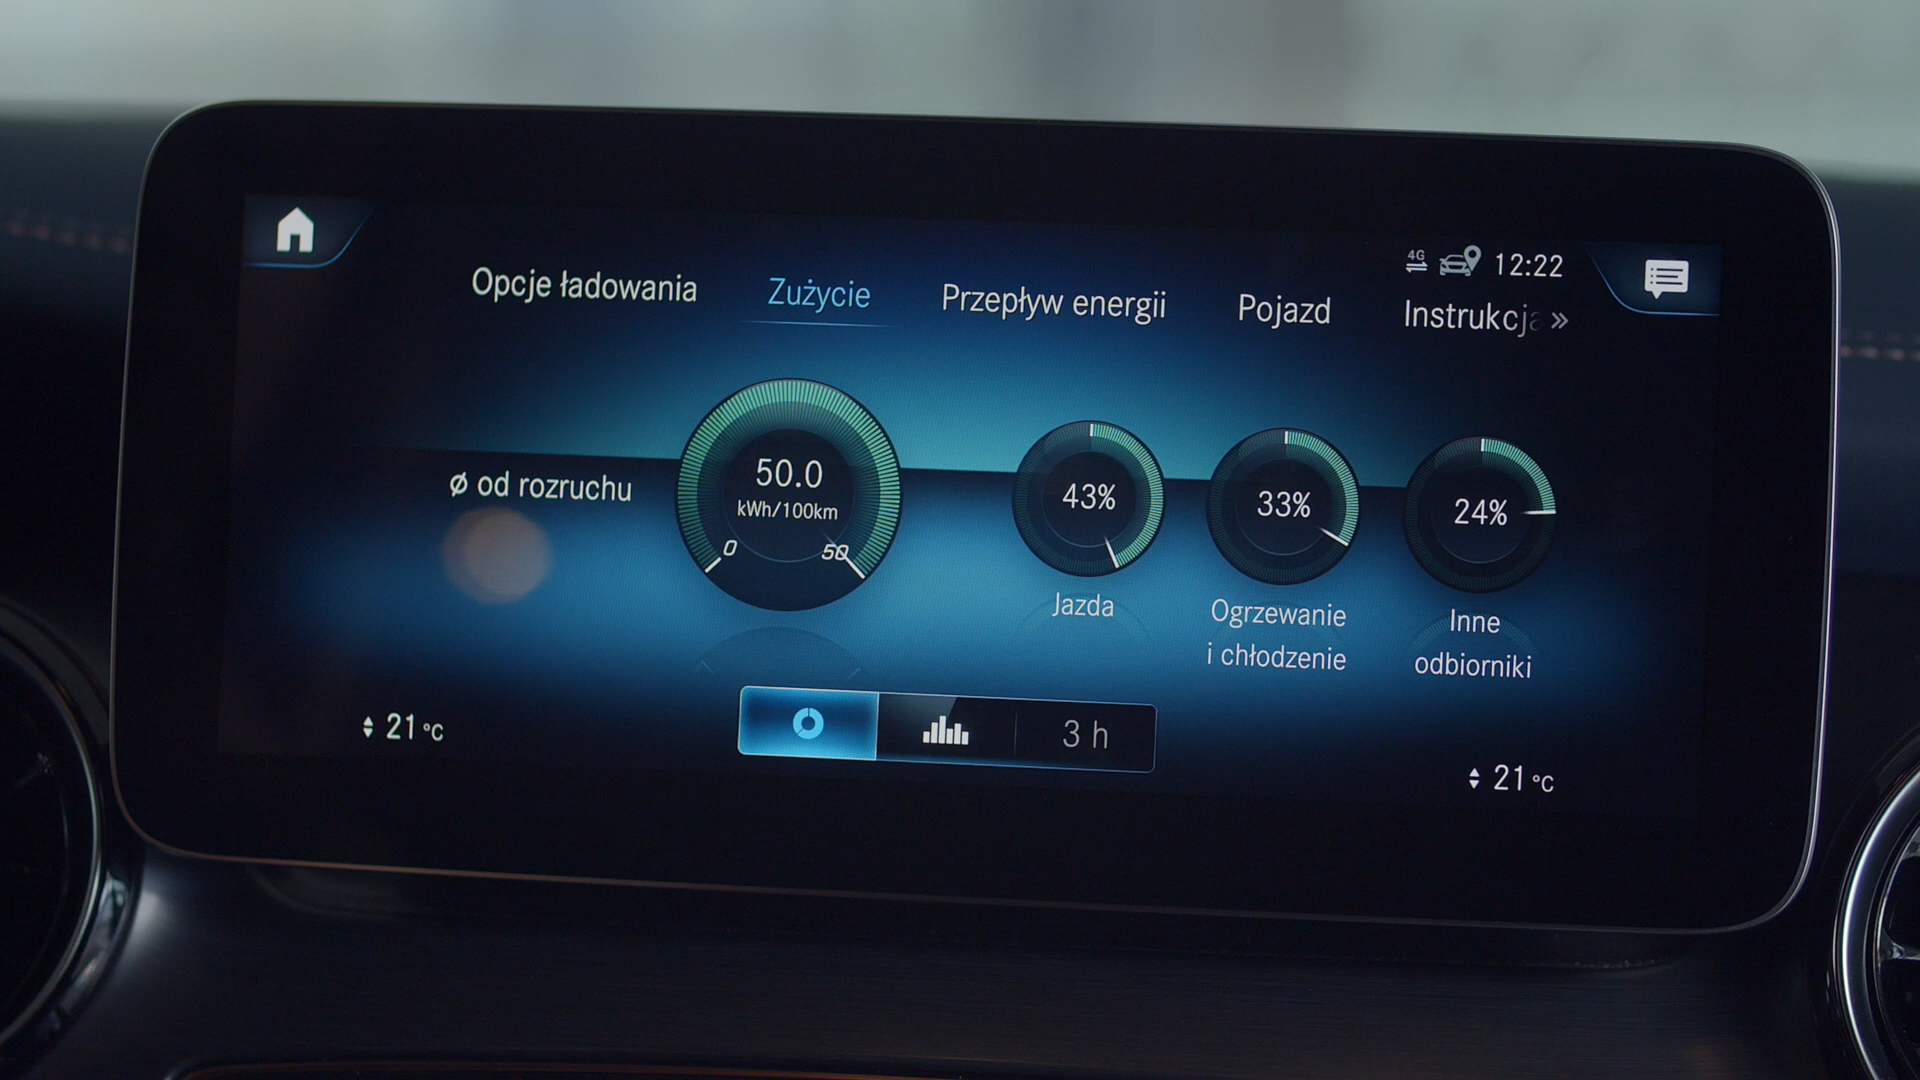 4G 12:22
Opcje ładowania Zużycie Przepływ energii Pojazd Instrukcja »
ø od rozruchu
50.0
kWh/100km
0 50
43% 33% 24%
Jazda Ogrzewanie Inne
i chłodzenie odbiorniki
3 h
21 °C 21 °C